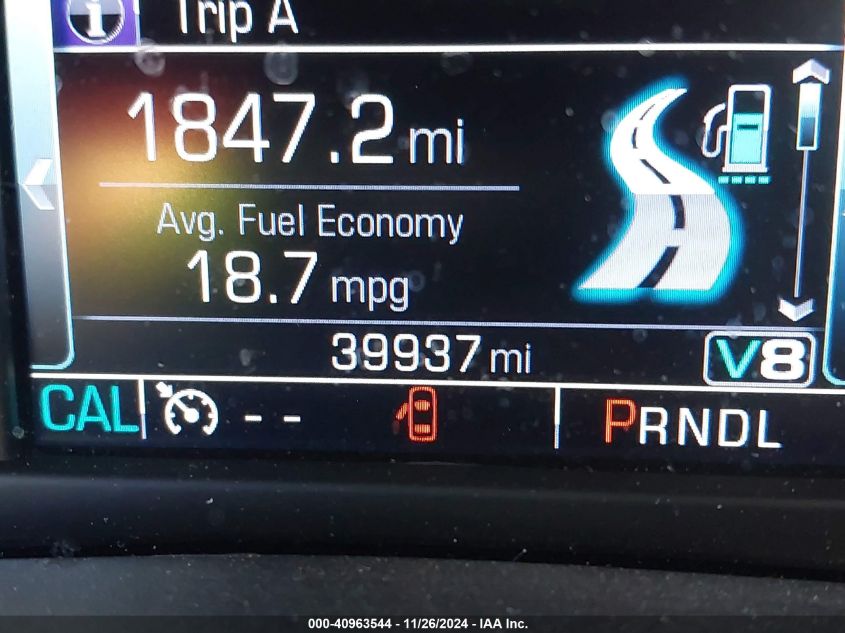 i Trip A
1847.2 mi
Avg. Fuel Economy
18.7 mpg
39937 mi V8
CAL -- PRNDL
000-40963544 - 11/26/2024 - IAA Inc.